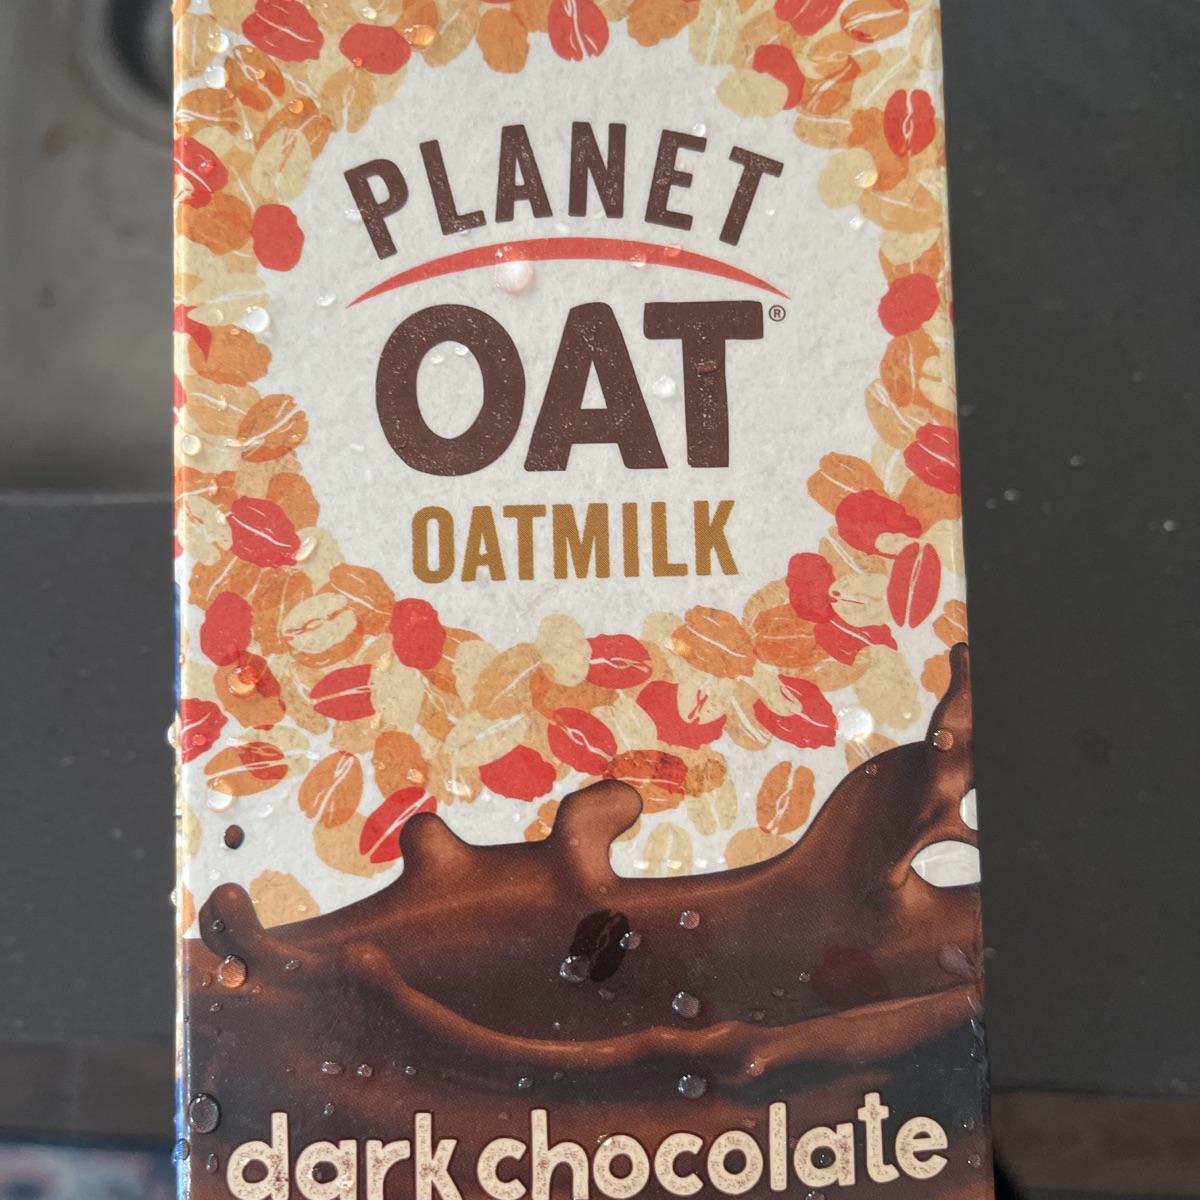 PLANET
OAT®
OATMILK
dark chocolate